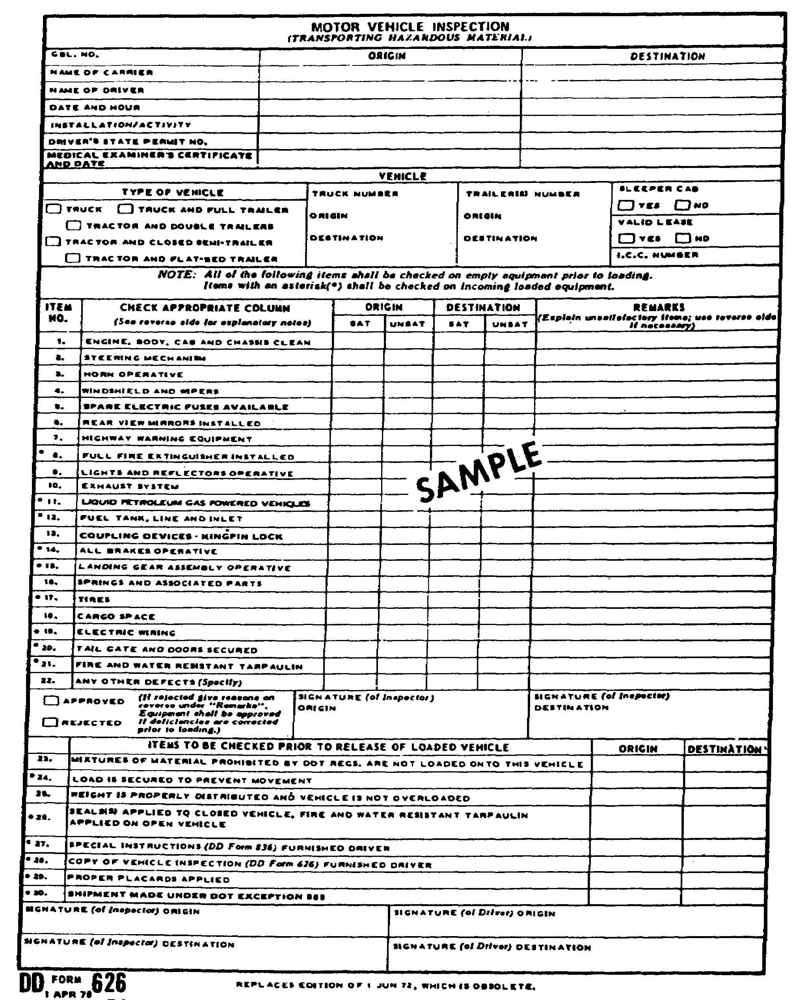 MOTOR VEHICLE INSPECTION
(TRANSPORTING HAZARDOUS MATERIAL)
GBL. NO. ORIGIN DESTINATION
NAME OF CARRIER
NAME OF DRIVER
DATE AND HOUR
INSTALLATION/ACTIVITY
DRIVER'S STATE PERMIT NO.
MEDICAL EXAMINER'S CERTIFICATE
AND DATE
VEHICLE
TYPE OF VEHICLE TRUCK NUMBER TRAILER(S) NUMBER SLEEPER CAB
TRUCK TRUCK AND FULL TRAILER YES NO
ORIGIN ORIGIN
TRACTOR AND DOUBLE TRAILERS VALID LEASE
TRACTOR AND CLOSED SEMI-TRAILER DESTINATION DESTINATION YES NO
TRACTOR AND FLAT-BED TRAILER I.C.C. NUMBER
NOTE: All of the following items shall be checked on empty equipment prior to loading.
Items with an asterisk(*) shall be checked on incoming loaded equipment.
ITEM NO. CHECK APPROPRIATE COLUMN ORIGIN DESTINATION REMARKS
(See reverse side for explanatory notes) SAT UNSAT SAT UNSAT (Explain unsatisfactory items; use reverse side
if necessary)
1. ENGINE, BODY, CAB AND CHASSIS CLEAN
2. STEERING MECHANISM
3. HORN OPERATIVE
4. WINDSHIELD AND WIPERS
5. SPARE ELECTRIC FUSES AVAILABLE
6. REAR VIEW MIRRORS INSTALLED
7. HIGHWAY WARNING EQUIPMENT
* 8. FULL FIRE EXTINGUISHER INSTALLED
9. LIGHTS AND REFLECTORS OPERATIVE
SAMPLE
10. EXHAUST SYSTEM
* 11. LIQUID PETROLEUM GAS POWERED VEHICLES
* 12. FUEL TANK, LINE AND INLET
13. COUPLING DEVICES - KINGPIN LOCK
* 14. ALL BRAKES OPERATIVE
* 15. LANDING GEAR ASSEMBLY OPERATIVE
16. SPRINGS AND ASSOCIATED PARTS
* 17. TIRES
18. CARGO SPACE
* 19. ELECTRIC WIRING
* 20. TAIL GATE AND DOORS SECURED
* 21. FIRE AND WATER RESISTANT TARPAULIN
22. ANY OTHER DEFECTS (Specify)
APPROVED (If rejected give reasons on
reverse under "Remarks".
Equipment shall be approved
REJECTED if deficiencies are corrected
prior to loading.)
SIGNATURE (of Inspector)
ORIGIN
SIGNATURE (of Inspector)
DESTINATION
ITEMS TO BE CHECKED PRIOR TO RELEASE OF LOADED VEHICLE ORIGIN DESTINATION
23. MIXTURES OF MATERIAL PROHIBITED BY DOT REGS. ARE NOT LOADED ONTO THIS VEHICLE
* 24. LOAD IS SECURED TO PREVENT MOVEMENT
25. WEIGHT IS PROPERLY DISTRIBUTED AND VEHICLE IS NOT OVERLOADED
* 26. SEALS(S) APPLIED TO CLOSED VEHICLE, FIRE AND WATER RESISTANT TARPAULIN
APPLIED ON OPEN VEHICLE
* 27. SPECIAL INSTRUCTIONS (DD Form 836) FURNISHED DRIVER
* 28. COPY OF VEHICLE INSPECTION (DD Form 626) FURNISHED DRIVER
* 29. PROPER PLACARDS APPLIED
* 30. SHIPMENT MADE UNDER DOT EXCEPTION 868
SIGNATURE (of Inspector) ORIGIN SIGNATURE (of Driver) ORIGIN
SIGNATURE (of Inspector) DESTINATION SIGNATURE (of Driver) DESTINATION
DD FORM 626
1 APR 78
REPLACES EDITION OF 1 JUN 72, WHICH IS OBSOLETE.